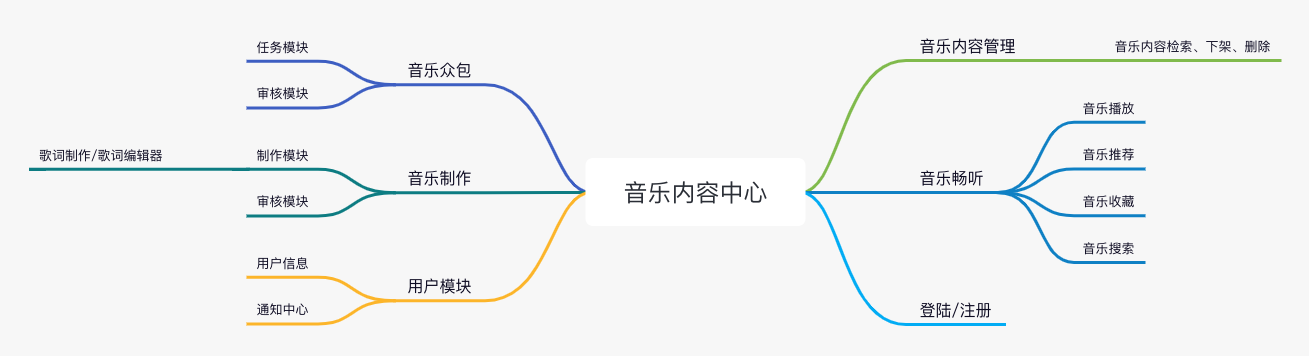 音乐内容中心
音乐众包
任务模块
审核模块
音乐制作
制作模块
歌词制作/歌词编辑器
审核模块
用户模块
用户信息
通知中心
音乐内容管理
音乐内容检索、下架、删除
音乐畅听
音乐播放
音乐推荐
音乐收藏
音乐搜索
登陆/注册